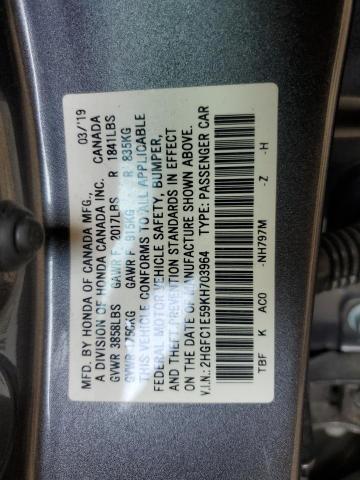 MFD. BY HONDA OF CANADA MFG., 03/'19
A DIVISION OF HONDA CANADA INC. CANADA
GVWR 3858LBS GAWR F 2017LBS R 1841LBS
GVWR 1750KG GAWR F 915KG R 835KG
THIS VEHICLE CONFORMS TO ALL APPLICABLE
FEDERAL MOTOR VEHICLE SAFETY, BUMPER,
AND THEFT PREVENTION STANDARDS IN EFFECT
ON THE DATE OF MANUFACTURE SHOWN ABOVE.
V.I.N.: 2HGFC1E59KH703964 TYPE: PASSENGER CAR
TBF K AC0 -NH797M -Z -H